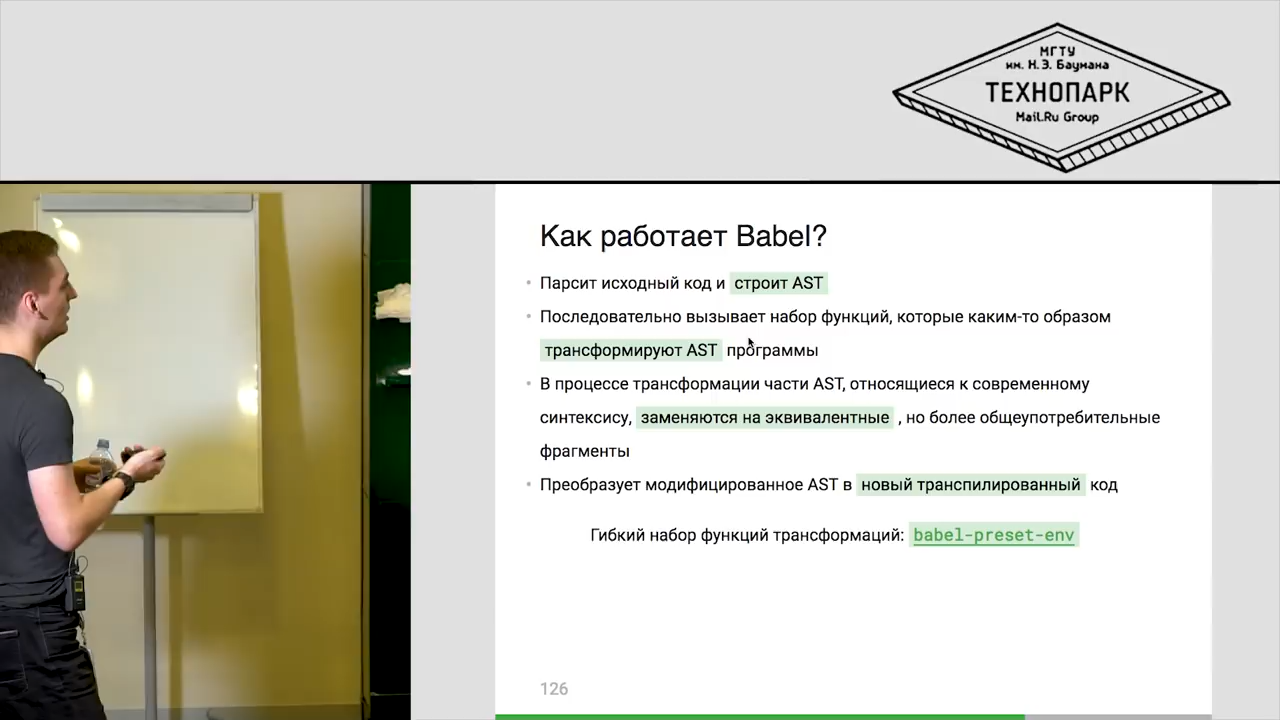 МГТУ
им. Н.Э. Баумана
ТЕХНОПАРК
Mail.Ru Group
Как работает Babel?
• Парсит исходный код и строит AST
• Последовательно вызывает набор функций, которые каким-то образом
трансформируют AST программы
• В процессе трансформации части AST, относящиеся к современному
синтексису, заменяются на эквивалентные , но более общеупотребительные
фрагменты
• Преобразует модифицированное AST в новый транспилированный код
Гибкий набор функций трансформаций: babel-preset-env
126